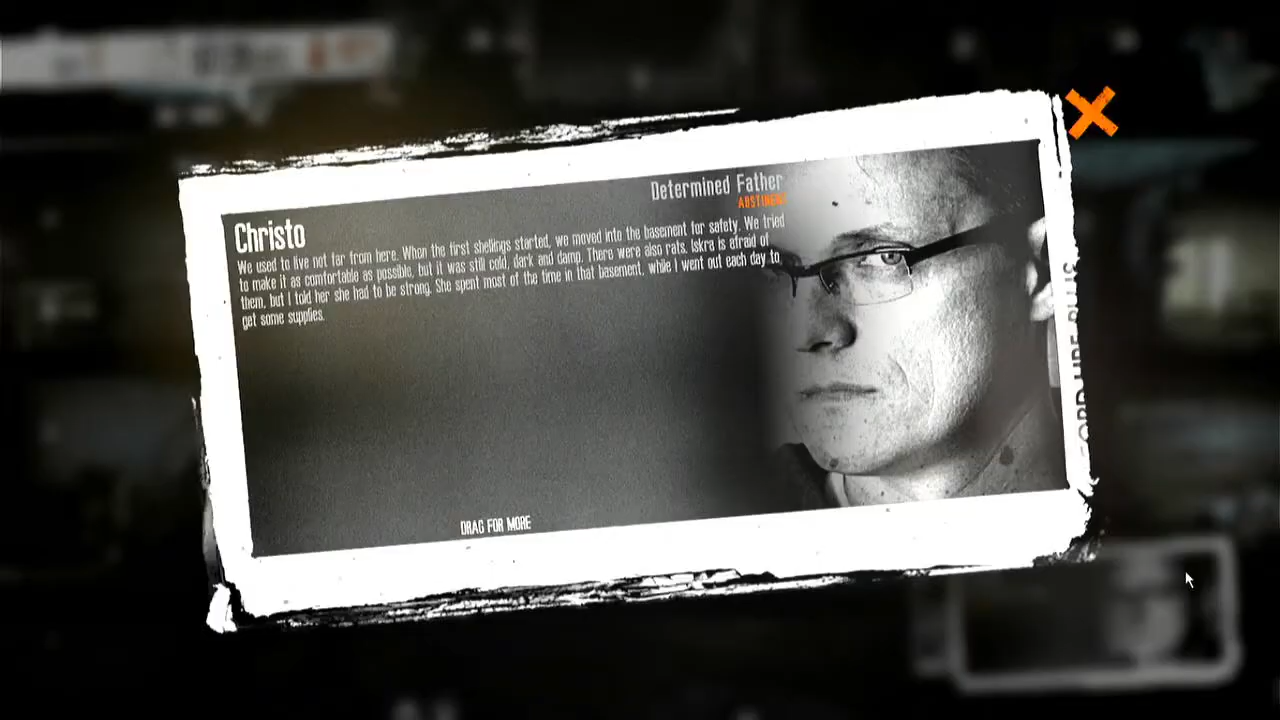 Determined Father
ABSTINENT
Christo
We used to live not far from here. When the first shellings started, we moved into the basement for safety. We tried
to make it as comfortable as possible, but it was still cold, dark and damp. There were also rats. Iskra is afraid of
them, but I told her she had to be strong. She spent most of the time in that basement, while I went out each day to
get some supplies.
DRAG FOR MORE